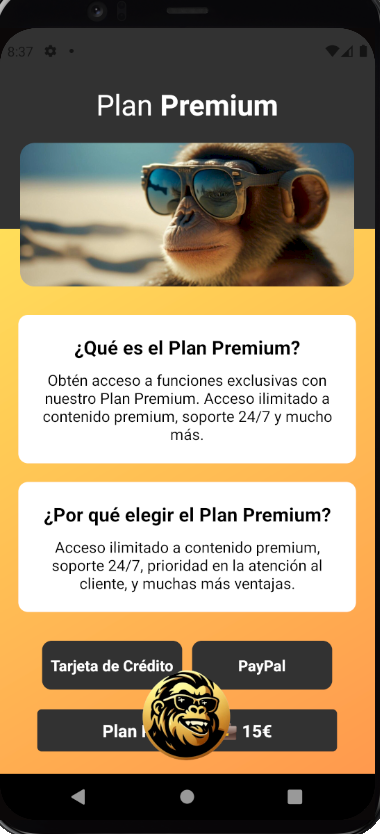 8:37
Plan Premium
¿Qué es el Plan Premium?
Obtén acceso a funciones exclusivas con
nuestro Plan Premium. Acceso ilimitado a
contenido premium, soporte 24/7 y mucho
más.
¿Por qué elegir el Plan Premium?
Acceso ilimitado a contenido premium,
soporte 24/7, prioridad en la atención al
cliente, y muchas más ventajas.
Tarjeta de Crédito PayPal
Plan 15€